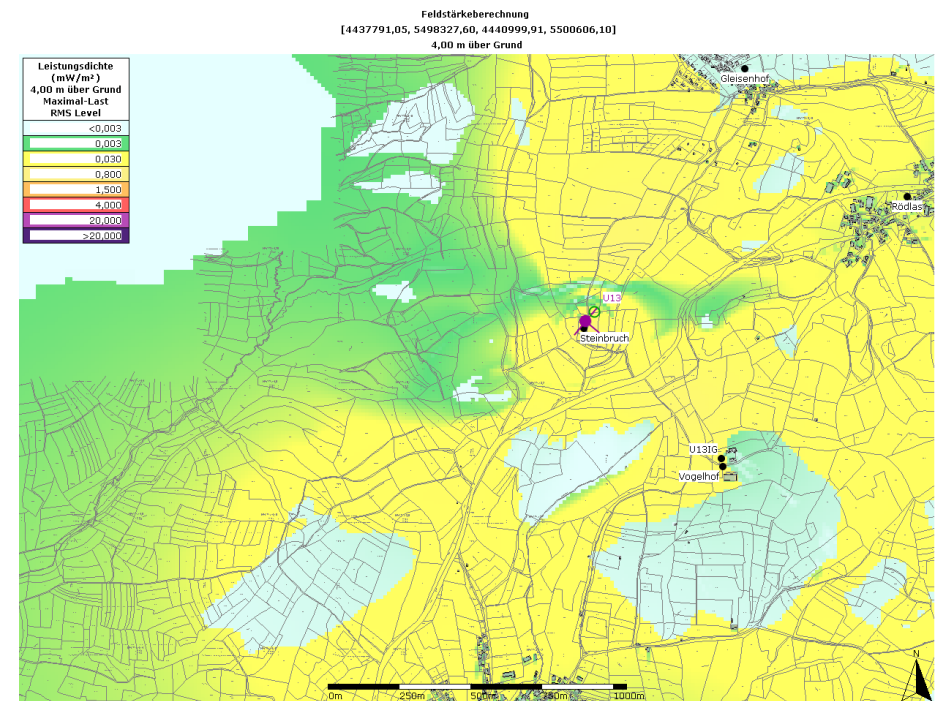 Feldstärkeberechnung
[4437791,05, 5498327,60, 4440999,91, 5500606,10]
4,00 m über Grund
Leistungsdichte
(mW/m²)
4,00 m über Grund
Maximal-Last
RMS Level
<0,003
0,003
0,030
0,800
1,500
4,000
20,000
>20,000
Gleisenhof
Rödlas
U13
Steinbruch
U13IG
Vogelhof
N
0m
250m
500m
750m
1000m